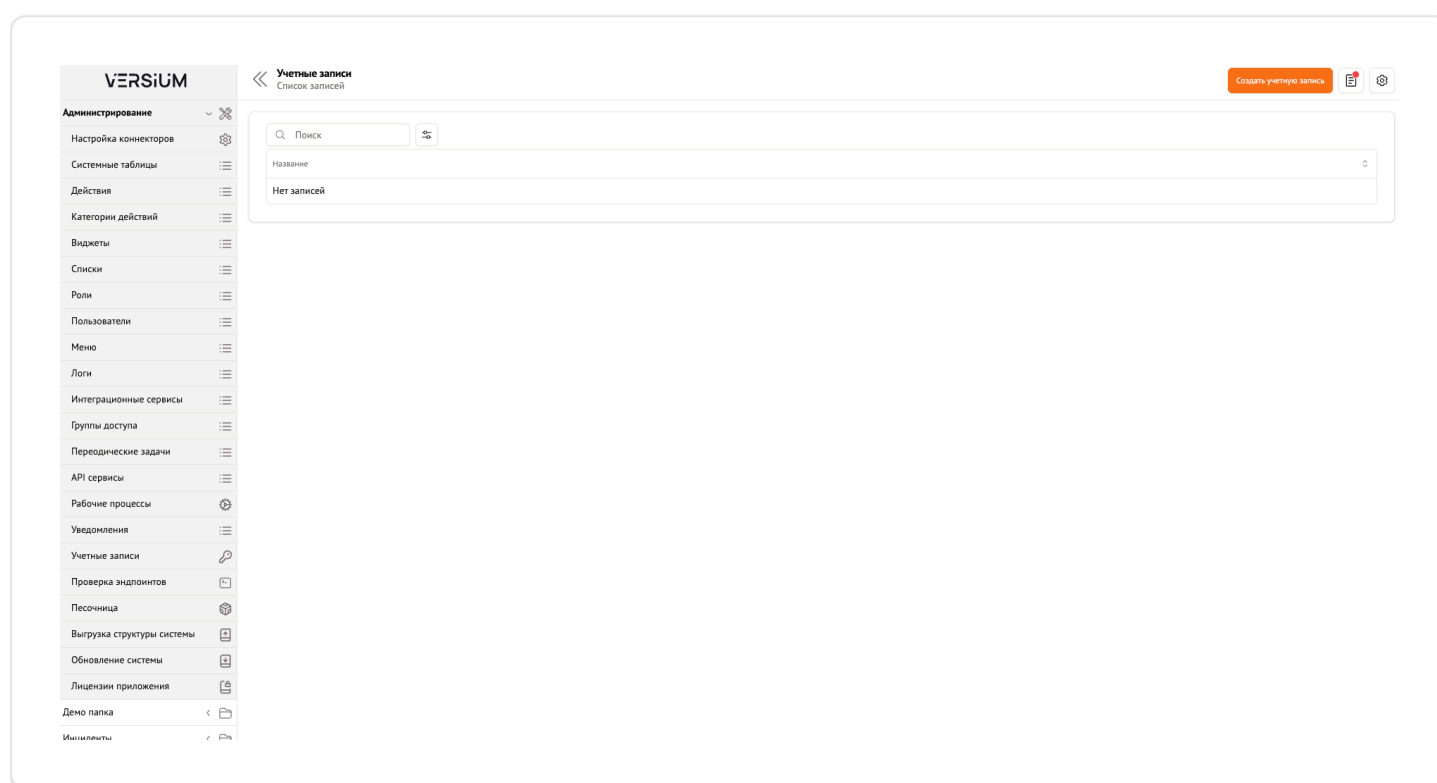 VERSiUM
Учетные записи
Список записей
Создать учетную запись
Администрирование
Настройка коннекторов
Системные таблицы
Действия
Категории действий
Виджеты
Списки
Роли
Пользователи
Меню
Логи
Интеграционные сервисы
Группы доступа
Переодические задачи
API сервисы
Рабочие процессы
Уведомления
Учетные записи
Проверка эндпоинтов
Песочница
Выгрузка структуры системы
Обновление системы
Лицензии приложения
Демо папка
Инциденты
Поиск
Название
Нет записей